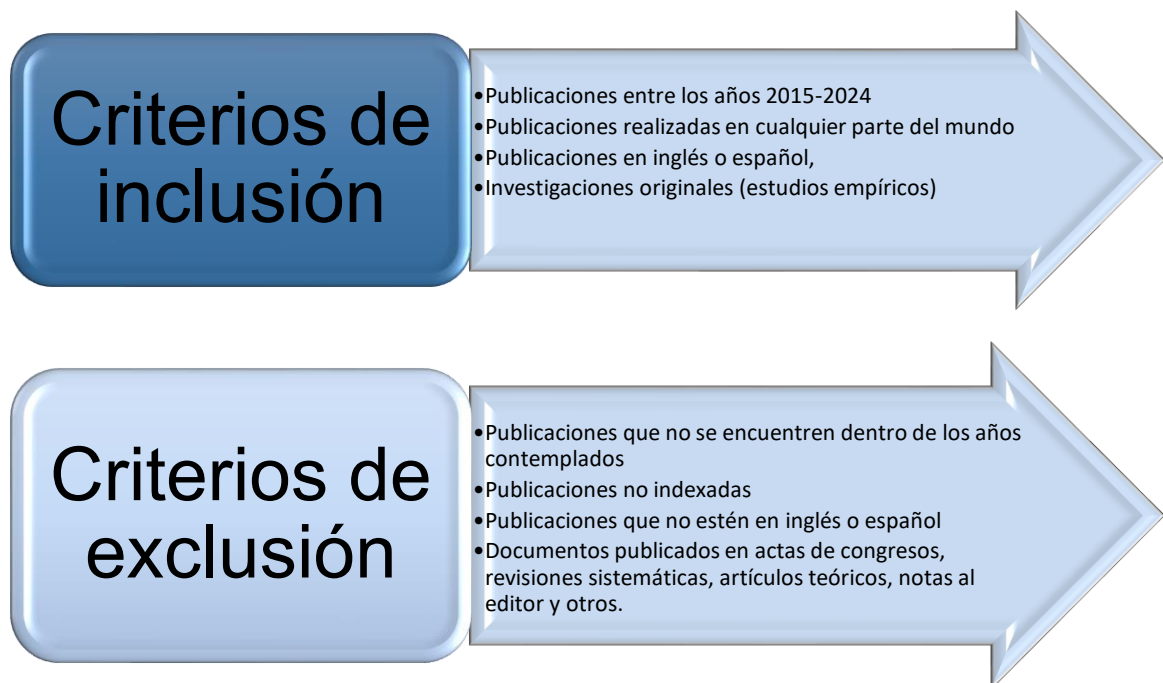 Criterios de
inclusión
•Publicaciones entre los años 2015-2024
•Publicaciones realizadas en cualquier parte del mundo
•Publicaciones en inglés o español,
•Investigaciones originales (estudios empíricos)
Criterios de
exclusión
•Publicaciones que no se encuentren dentro de los años
contemplados
•Publicaciones no indexadas
•Publicaciones que no estén en inglés o español
•Documentos publicados en actas de congresos,
revisiones sistemáticas, artículos teóricos, notas al
editor y otros.